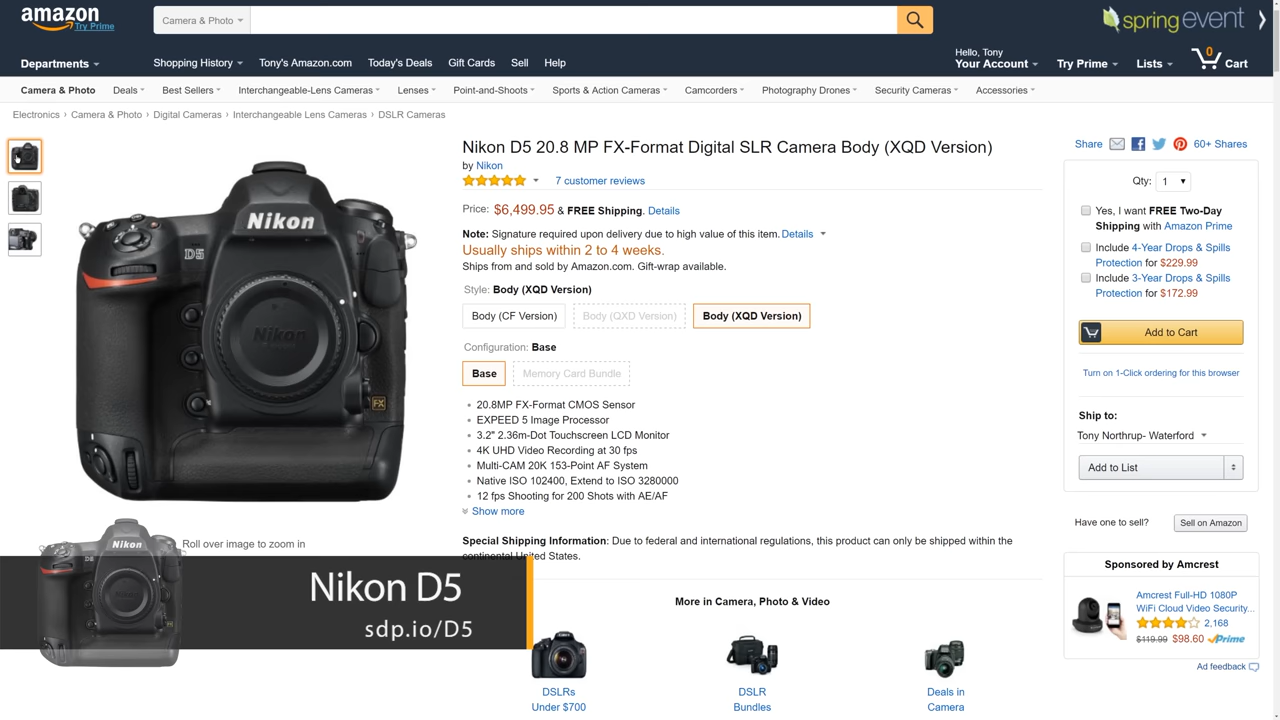 amazon
Try Prime
Camera & Photo
spring event
Departments
Shopping History
Tony's Amazon.com
Today's Deals
Gift Cards
Sell
Help
Hello, Tony
Your Account
Try Prime
Lists
0
Cart
Camera & Photo
Deals
Best Sellers
Interchangeable-Lens Cameras
Lenses
Point-and-Shoots
Sports & Action Cameras
Camcorders
Photography Drones
Security Cameras
Accessories
Electronics › Camera & Photo › Digital Cameras › Interchangeable Lens Cameras › DSLR Cameras
Nikon
D5
Nikon
FX
Roll over image to zoom in
Nikon D5 20.8 MP FX-Format Digital SLR Camera Body (XQD Version)
by Nikon
7 customer reviews
Price: $6,499.95 & FREE Shipping. Details
Note: Signature required upon delivery due to high value of this item. Details
Usually ships within 2 to 4 weeks.
Ships from and sold by Amazon.com. Gift-wrap available.
Style: Body (XQD Version)
Body (CF Version)
Body (QXD Version)
Body (XQD Version)
Configuration: Base
Base
Memory Card Bundle
20.8MP FX-Format CMOS Sensor
EXPEED 5 Image Processor
3.2" 2.36m-Dot Touchscreen LCD Monitor
4K UHD Video Recording at 30 fps
Multi-CAM 20K 153-Point AF System
Native ISO 102400, Extend to ISO 3280000
12 fps Shooting for 200 Shots with AE/AF
Show more
Special Shipping Information: Due to federal and international regulations, this product can only be shipped within the
continental United States.
More in Camera, Photo & Video
DSLRs
Under $700
DSLR
Bundles
Deals in
Camera
Share
60+ Shares
Qty: 1
Yes, I want FREE Two-Day
Shipping with Amazon Prime
Include 4-Year Drops & Spills
Protection for $229.99
Include 3-Year Drops & Spills
Protection for $172.99
Add to Cart
Turn on 1-Click ordering for this browser
Ship to:
Tony Northrup- Waterford
Add to List
Have one to sell?
Sell on Amazon
Sponsored by Amcrest
Amcrest Full-HD 1080P
WiFi Cloud Video Security...
2,168
$119.99 $98.60 Prime
Ad feedback
Nikon
D5
Nikon D5
sdp.io/D5